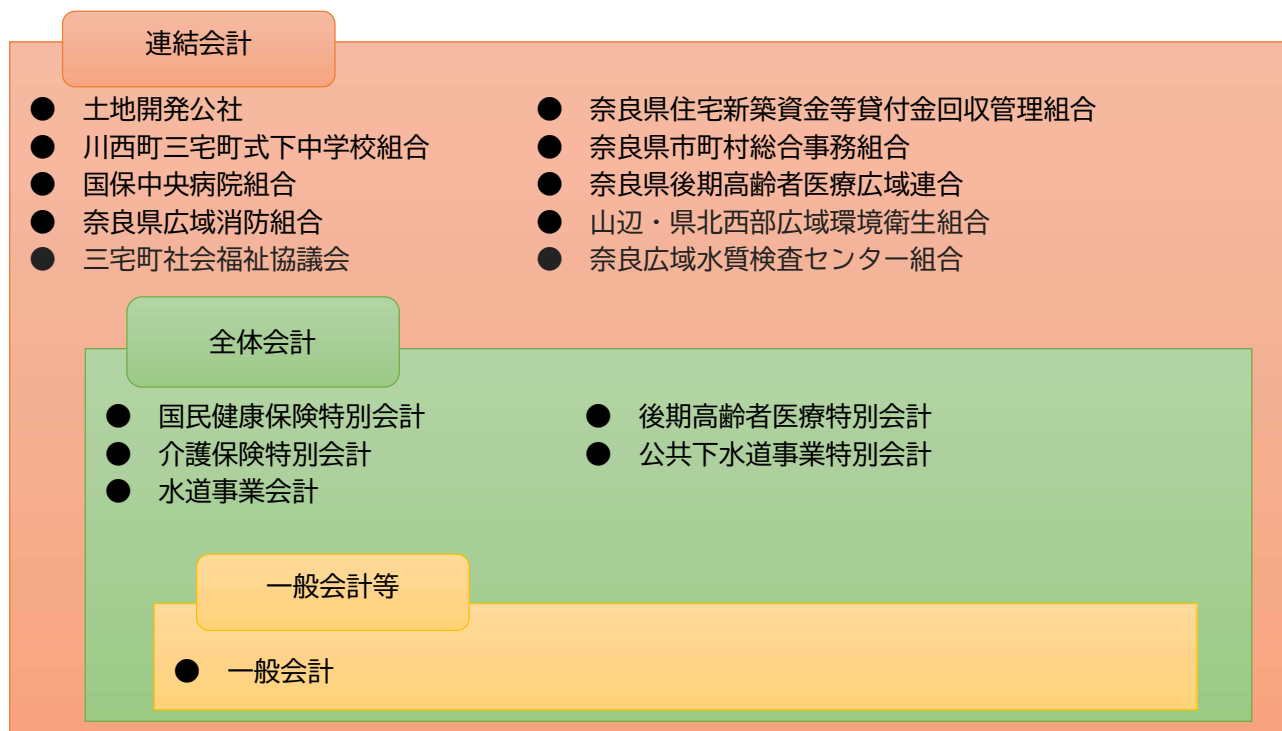 連結会計
● 土地開発公社
● 川西町三宅町式下中学校組合
● 国保中央病院組合
● 奈良県広域消防組合
● 三宅町社会福祉協議会
● 奈良県住宅新築資金等貸付金回収管理組合
● 奈良県市町村総合事務組合
● 奈良県後期高齢者医療広域連合
● 山辺・県北西部広域環境衛生組合
● 奈良広域水質検査センター組合
全体会計
● 国民健康保険特別会計
● 介護保険特別会計
● 水道事業会計
● 後期高齢者医療特別会計
● 公共下水道事業特別会計
一般会計等
● 一般会計